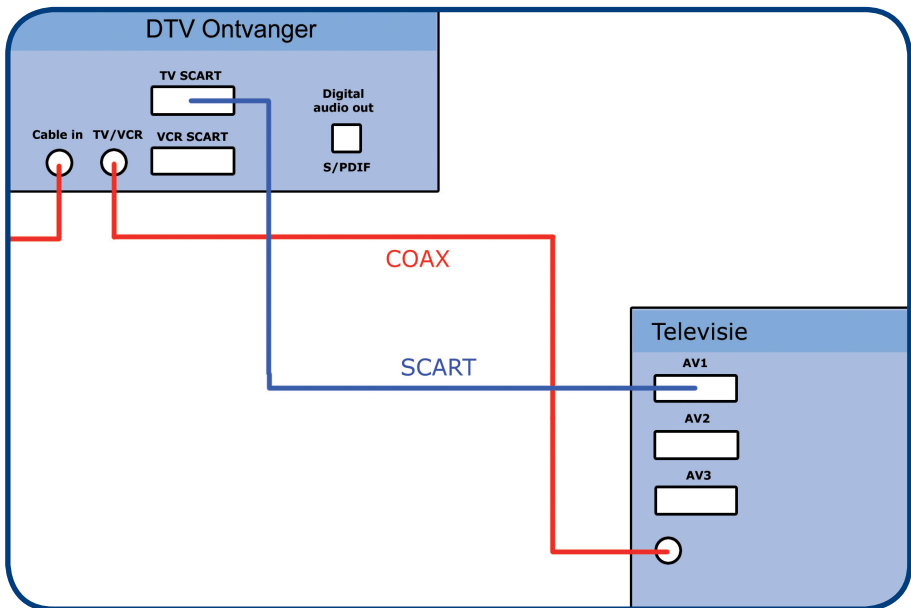 DTV Ontvanger
TV SCART
Digital
audio out
Cable in
TV/VCR
VCR SCART
S/PDIF
COAX
SCART
Televisie
AV1
AV2
AV3